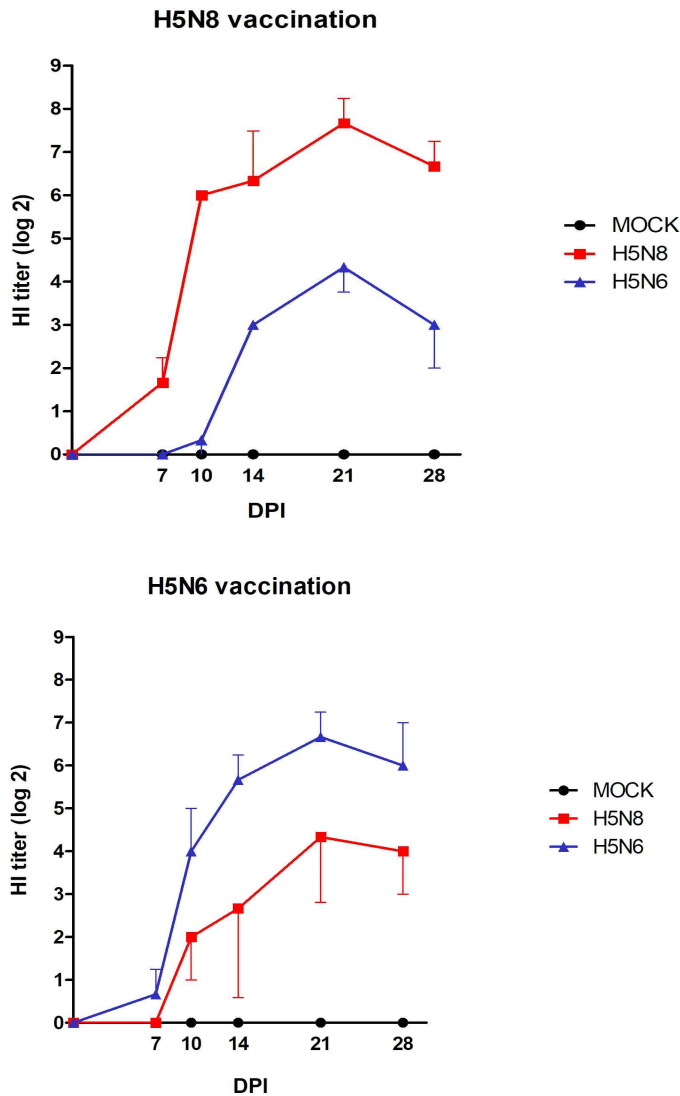 H5N8 vaccination
9
8
7
6
5
4
3
2
1
0
HI titer (log 2)
7 10 14 21 28
DPI
MOCK
H5N8
H5N6
H5N6 vaccination
9
8
7
6
5
4
3
2
1
0
HI titer (log 2)
7 10 14 21 28
DPI
MOCK
H5N8
H5N6